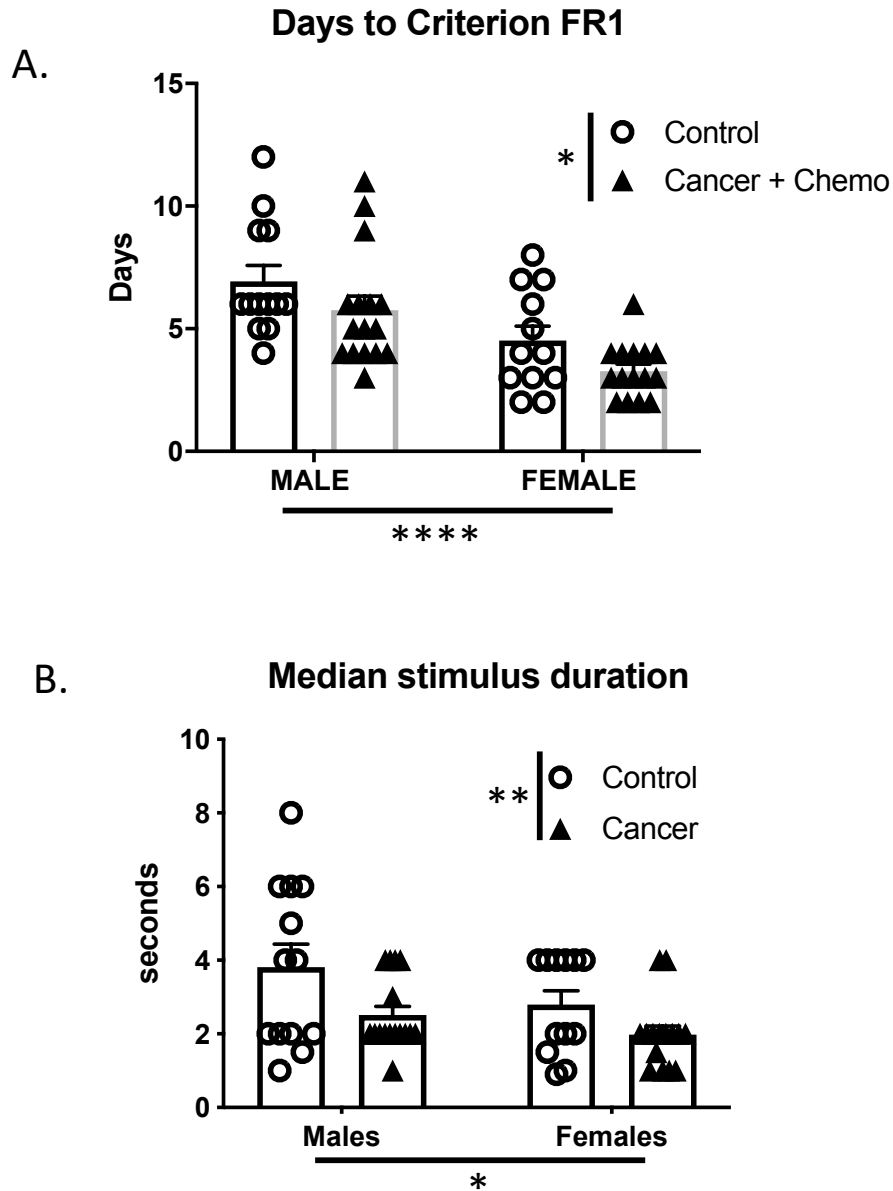 Days to Criterion FR1
A.
15
10
5
0
Days
* Control
Cancer + Chemo
MALE FEMALE
****
B.
Median stimulus duration
10
8
6
4
2
0
seconds
** Control
Cancer
Males Females
*